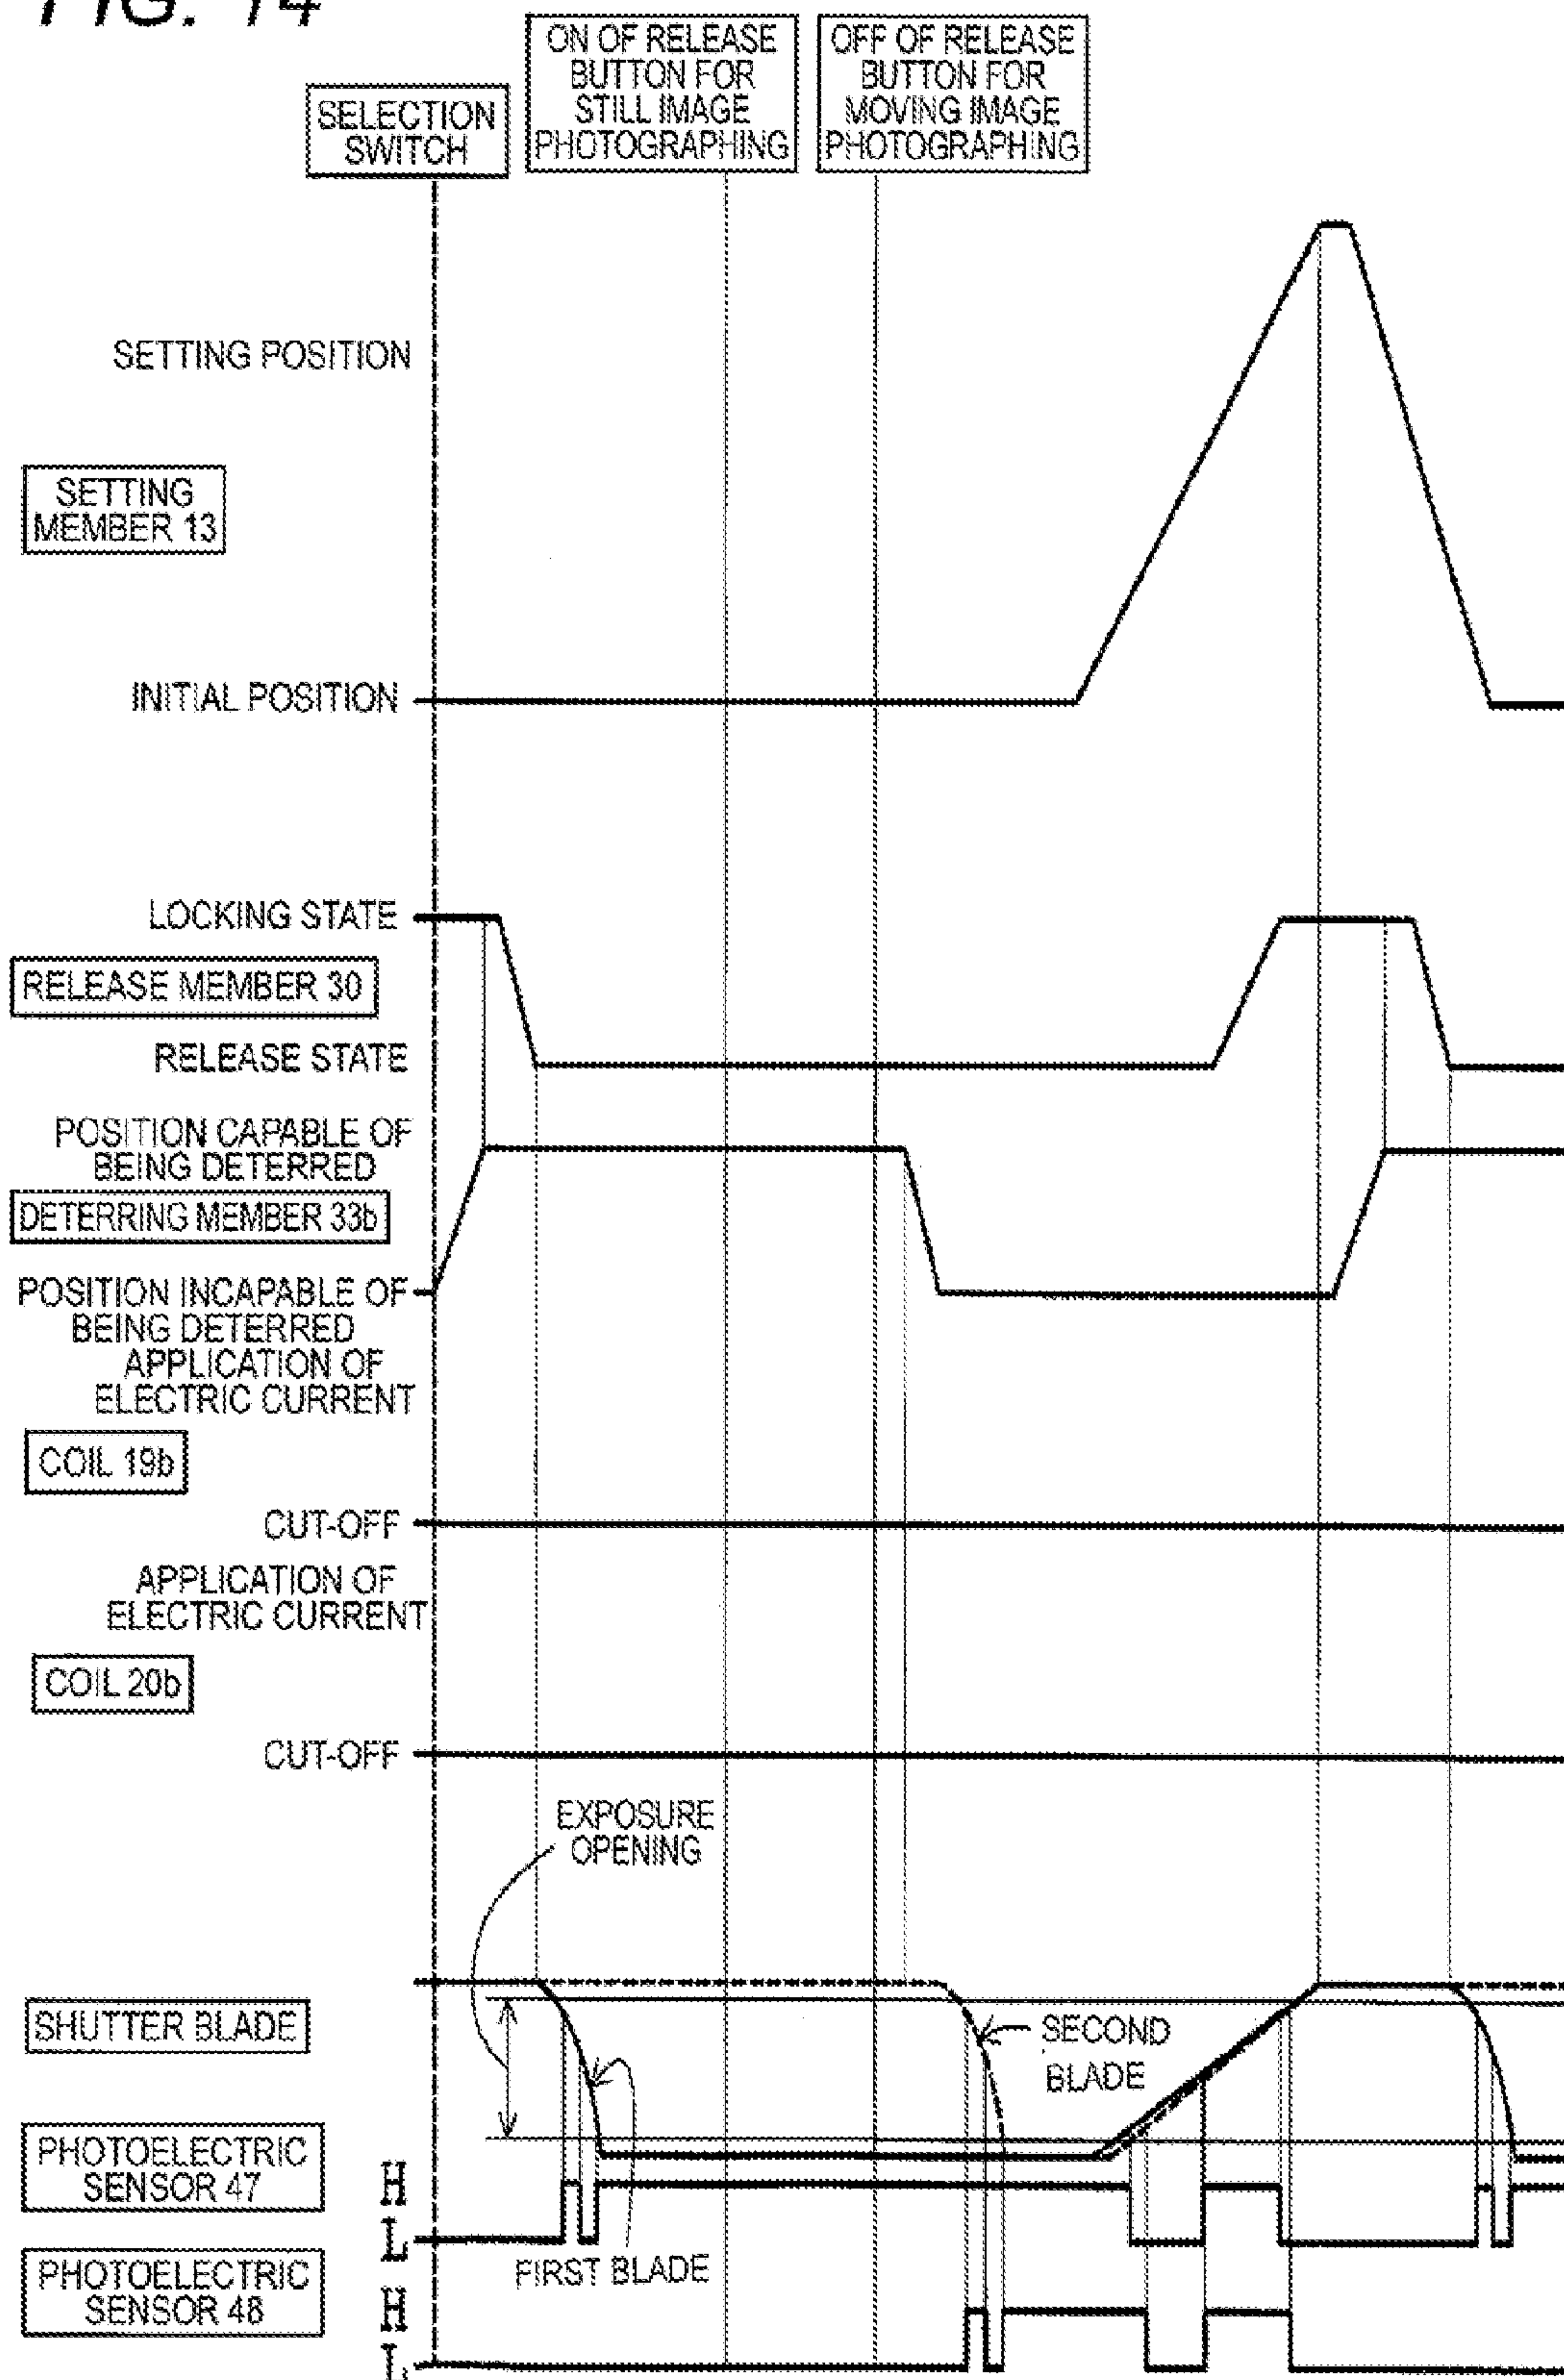 FIG. 14
SELECTION
SWITCH
ON OF RELEASE
BUTTON FOR
STILL IMAGE
PHOTOGRAPHING
OFF OF RELEASE
BUTTON FOR
MOVING IMAGE
PHOTOGRAPHING
SETTING POSITION
SETTING
MEMBER 13
INITIAL POSITION
LOCKING STATE
RELEASE MEMBER 30
RELEASE STATE
POSITION CAPABLE OF
BEING DETERRED
DETERRING MEMBER 33b
POSITION INCAPABLE OF
BEING DETERRED
APPLICATION OF
ELECTRIC CURRENT
COIL 19b
CUT-OFF
APPLICATION OF
ELECTRIC CURRENT
COIL 20b
CUT-OFF
EXPOSURE
OPENING
SHUTTER BLADE
SECOND
BLADE
PHOTOELECTRIC
SENSOR 47
H
L
FIRST BLADE
PHOTOELECTRIC
SENSOR 48
H
L